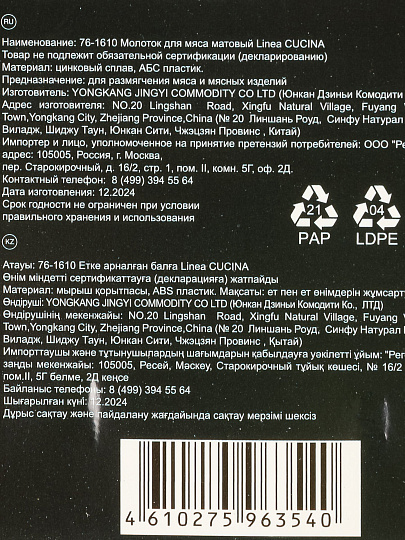 RU
Наименование: 76-1610 Молоток для мяса матовый Linea CUCINA
Товар не подлежит обязательной сертификации (декларированию)
Материал: цинковый сплав, АБС пластик.
Предназначение: для размягчения мяса и мясных изделий
Изготовитель: YONGKANG JINGYI COMMODITY CO LTD (Юнкан Дзиньи Комодити
Адрес изготовителя: NO.20 Lingshan Road, Xingfu Natural Village, Fuyang
Town,Yongkang City, Zhejiang Province,China (№ 20 Линшань Роуд, Синфу Натурал
Виладж, Шиджу Таун, Юнкан Сити, Чжэцзян Провинс , Китай)
Импортер и лицо, уполномоченное на принятие претензий потребителей: ООО "Ре
адрес: 105005, Россия, г. Москва,
пер. Старокирочный, д. 16/2, стр. 1, пом. II, комн. 5Г, оф. 2Д.
Контактный телефон: 8 (499) 394 55 64
Дата изготовления: 12.2024
Срок годности не ограничен при условии
правильного хранения и использования
21
PAP
04
LDPE
KZ
Атауы: 76-1610 Етке арналған балға Linea CUCINA
Өнім міндетті сертификаттауға (декларацияға) жатпайды
Материал: мырыш қорытпасы, ABS пластик. Мақсаты: ет пен ет өнімдерін жұмсарт
Өндіруші: YONGKANG JINGYI COMMODITY CO LTD (Юнкан Дзиньи Комодити Ко., ЛТД)
Өндірушінің мекенжайы: NO.20 Lingshan Road, Xingfu Natural
Town,Yongkang City, Zhejiang Province,China (№ 20 Линшань Роуд, Синфу Натурал
Виладж, Шиджу Таун, Юнкан Сити, Чжэцзян Провинс, Қытай)
Импорттаушы және тұтынушылардың шағымдарын қабылдауға уәкілетті ұйым: "Рег
заңды мекенжайы: 105005, Ресей, Мәскеу, Старокирочный тұйық көшесі, № 16/2
пом.II, 5Г бөлме, 2Д кеңсе
Байланыс телефоны: 8 (499) 394 55 64
Шығарылған күні: 12.2024
Дұрыс сақтау және пайдалану жағдайында сақтау мерзімі шексіз
4 610275 963540